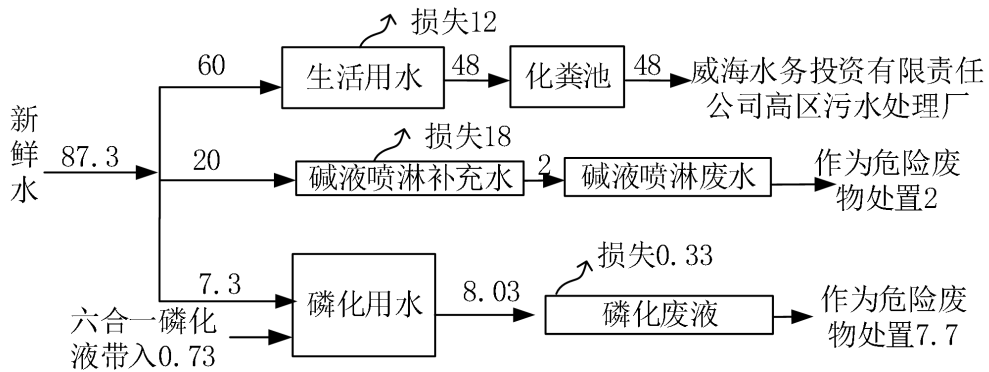 损失12
60
生活用水
48
化粪池
48
威海水务投资有限责任
公司高区污水处理厂
新鲜水
87.3
损失18
20
碱液喷淋补充水
2
碱液喷淋废水
作为危险废
物处置2
7.3
磷化用水
8.03
损失0.33
磷化废液
作为危险废
物处置7.7
六合一磷化
液带入0.73